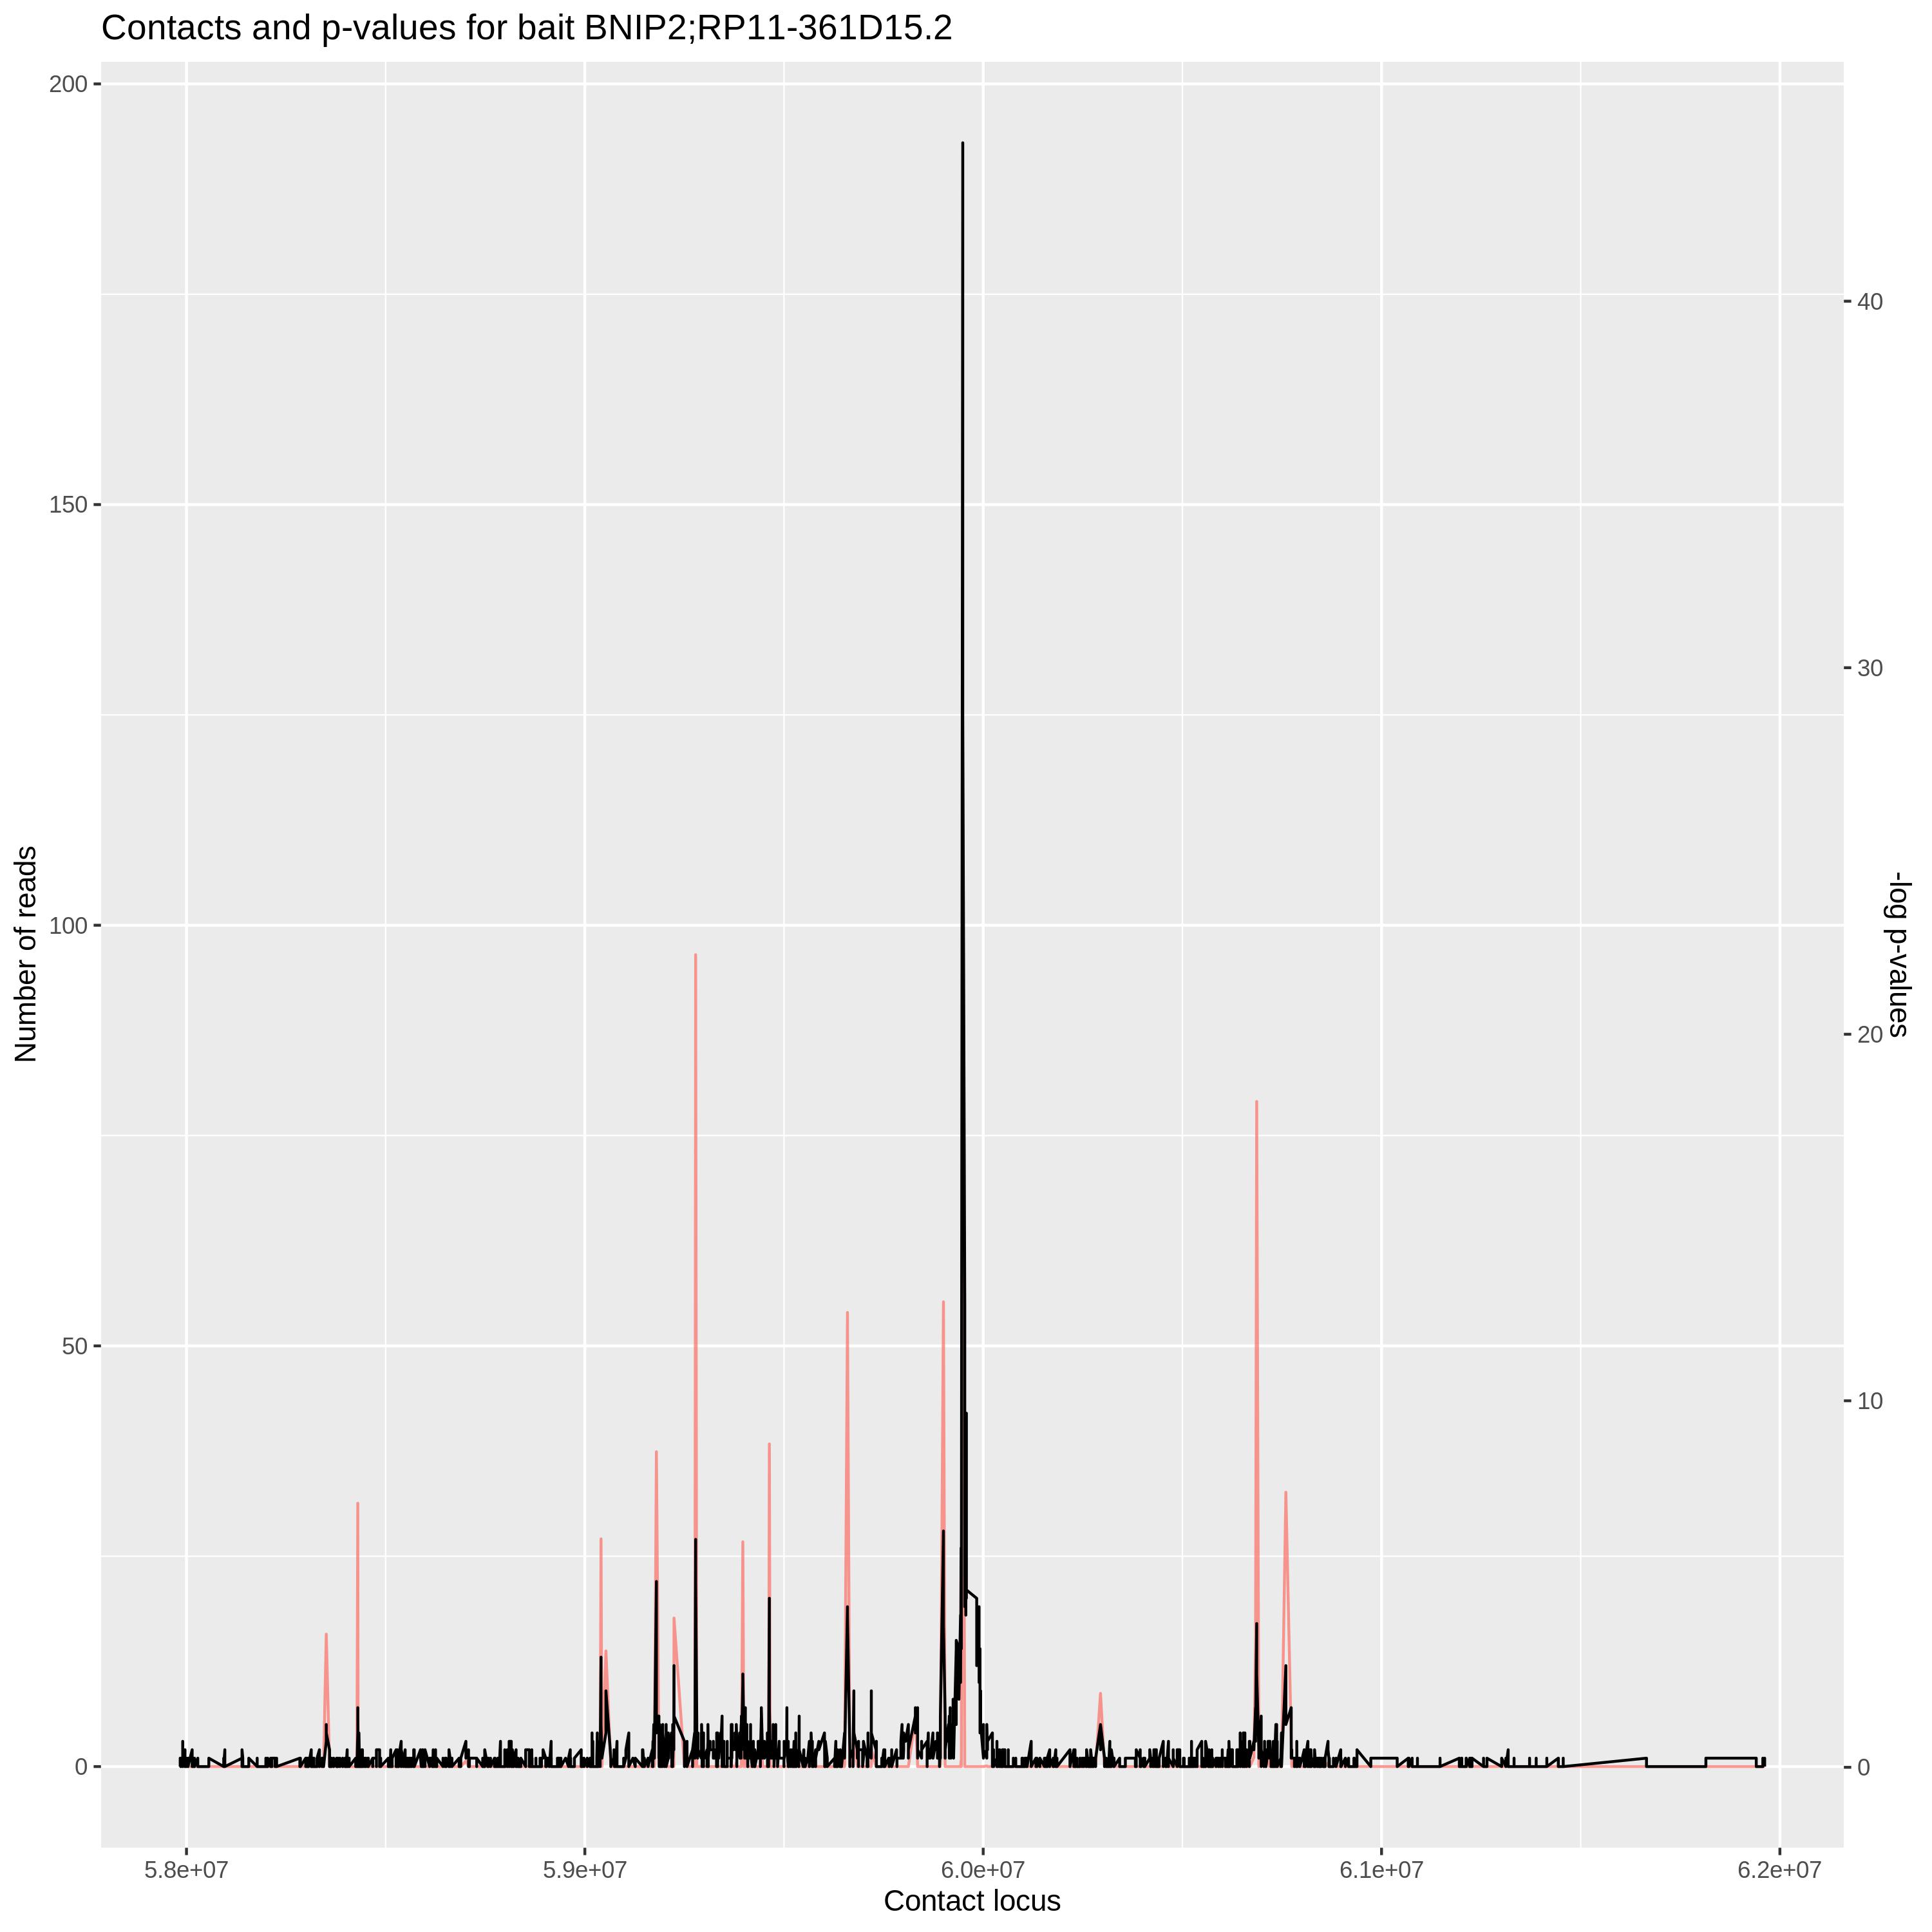 Contacts and p-values for bait BNIP2;RP11-361D15.2
200
150
100
50
0
Number of reads
40
30
20
10
0
-log p-values
5.8e+07
5.9e+07
6.0e+07
6.1e+07
6.2e+07
Contact locus